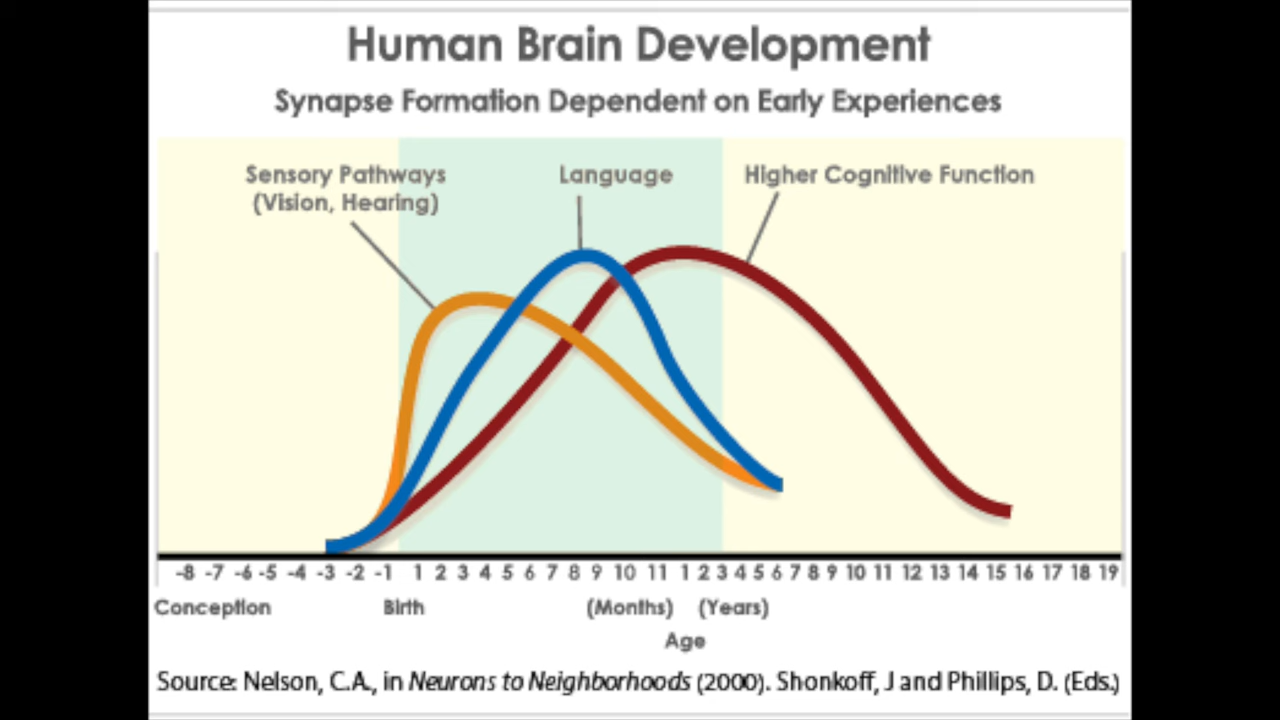 Human Brain Development
Synapse Formation Dependent on Early Experiences
Sensory Pathways
(Vision, Hearing)
Language
Higher Cognitive Function
-8 -7 -6 -5 -4 -3 -2 -1 1 2 3 4 5 6 7 8 9 10 11 1 2 3 4 5 6 7 8 9 10 11 12 13 14 15 16 17 18 19
Conception Birth (Months) (Years)
Age
Source: Nelson, C.A., in Neurons to Neighborhoods (2000). Shonkoff, J and Phillips, D. (Eds.)